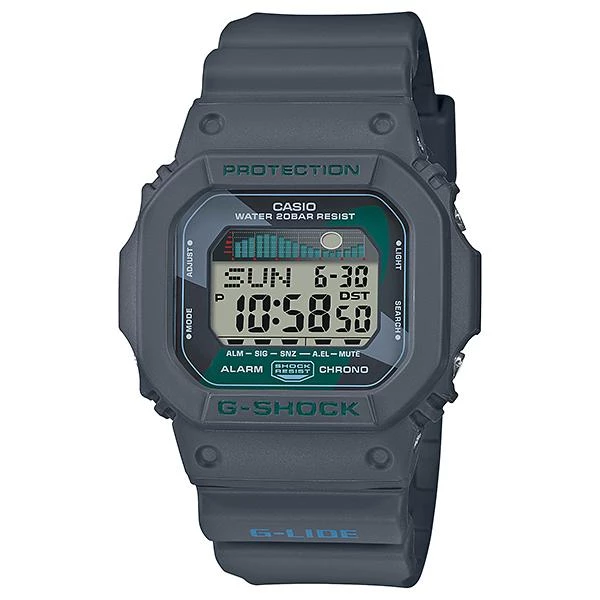 PROTECTION
CASIO
WATER 20BAR RESIST
ADJUST
LIGHT
SUN 6-30
P DST
10:58 50
MODE
SEARCH
ALM – SIG – SNZ – A.EL – MUTE
ALARM SHOCK RESIST CHRONO
G-SHOCK
G-LIDE